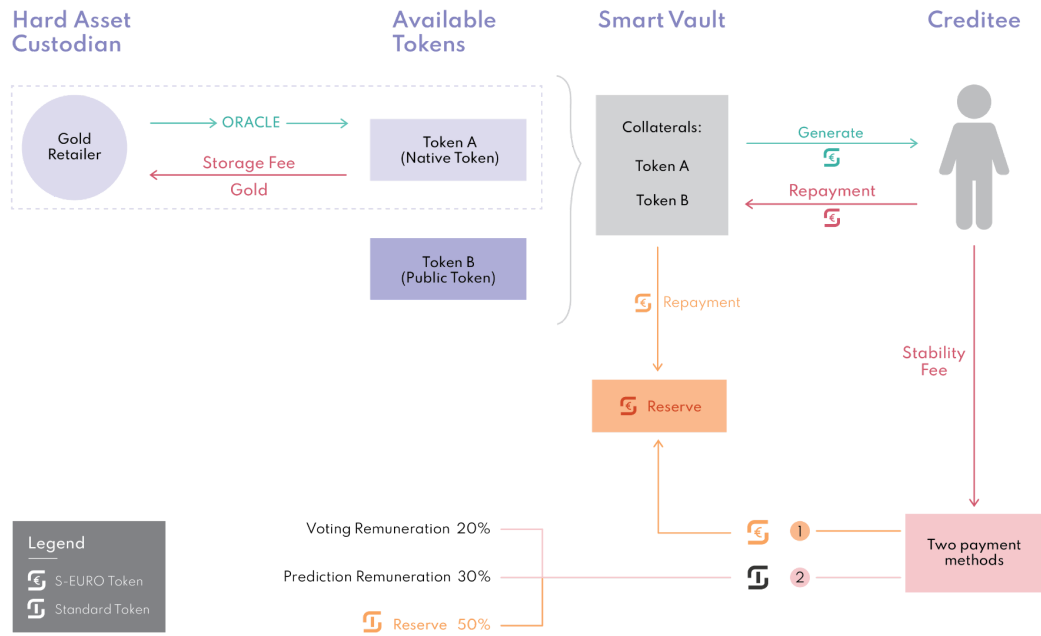 Hard Asset
Custodian
Available
Tokens
Smart Vault
Creditee
Gold
Retailer
ORACLE
Storage Fee
Gold
Token A
(Native Token)
Token B
(Public Token)
Collaterals:
Token A
Token B
Generate
€
Repayment
€
€ Repayment
€ Reserve
Stability
Fee
Two payment
methods
€ 1
2
Voting Remuneration 20%
Prediction Remuneration 30%
Reserve 50%
Legend
€ S-EURO Token
Standard Token